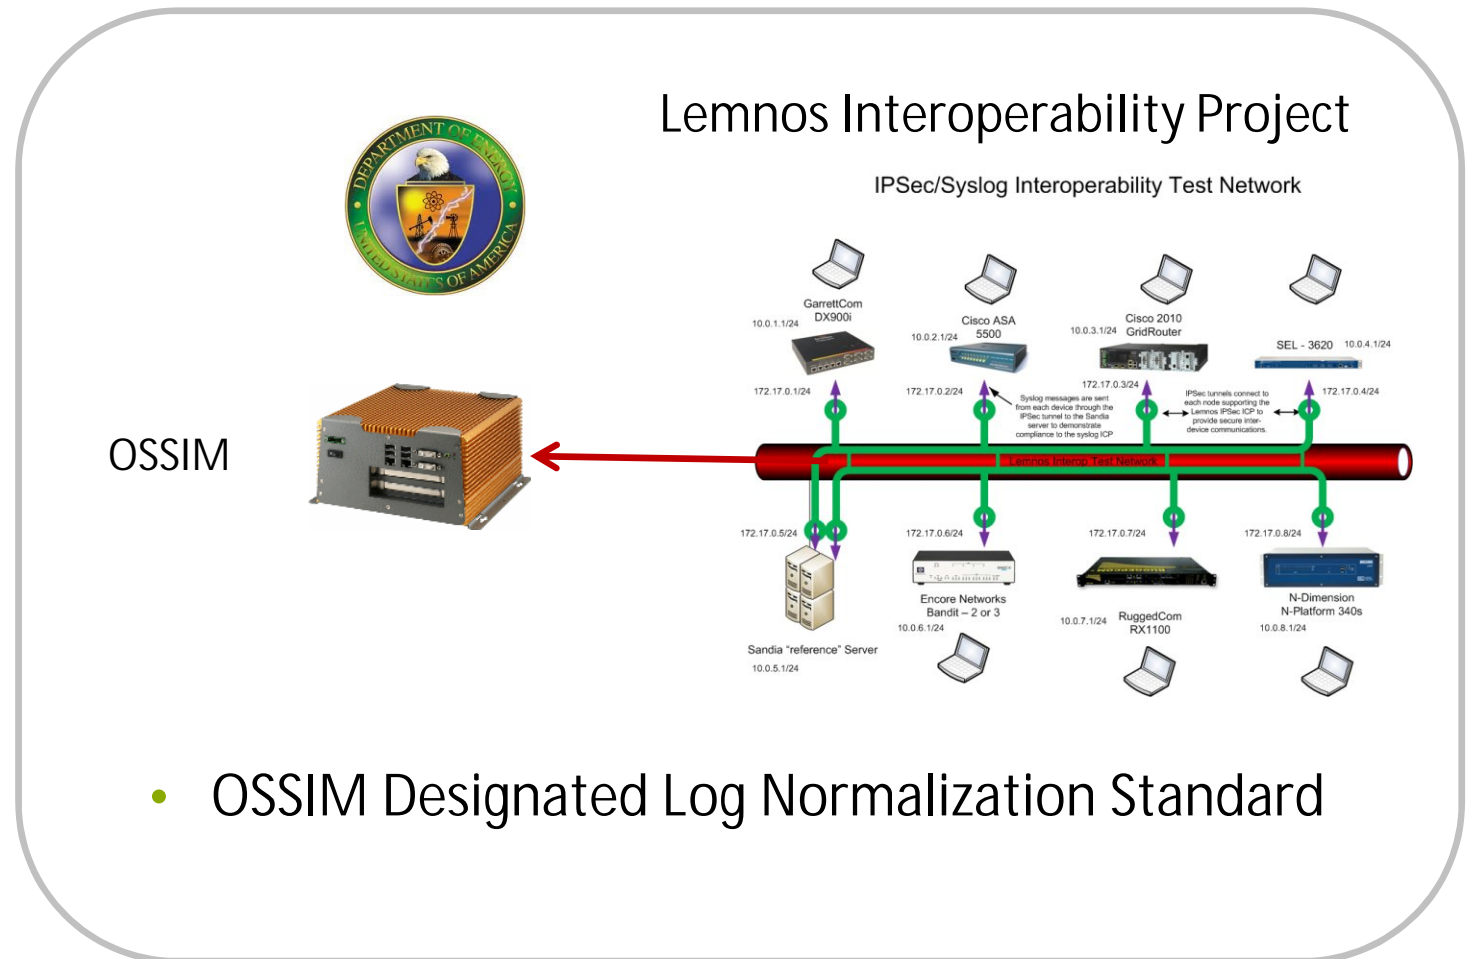 Lemnos Interoperability Project
IPSec/Syslog Interoperability Test Network
DEPARTMENT OF ENERGY
UNITED STATES OF AMERICA
GarrettCom
DX900i
10.0.1.1/24
Cisco ASA
5500
10.0.2.1/24
Cisco 2010
GridRouter
10.0.3.1/24
SEL - 3620
10.0.4.1/24
172.17.0.1/24
172.17.0.2/24
172.17.0.3/24
172.17.0.4/24
Syslog messages are sent
from each device through the
IPSec tunnel to the Sandia
server to demonstrate
compliance to the syslog ICP
IPSec tunnels connect to
each node supporting the
Lemnos IPSec ICP to
provide secure inter-
device communications.
OSSIM
Lemnos Interop Test Network
172.17.0.5/24
172.17.0.6/24
172.17.0.7/24
172.17.0.8/24
Sandia “reference” Server
10.0.5.1/24
Encore Networks
Bandit – 2 or 3
10.0.6.1/24
RuggedCom
RX1100
10.0.7.1/24
N-Dimension
N-Platform 340s
10.0.8.1/24
• OSSIM Designated Log Normalization Standard